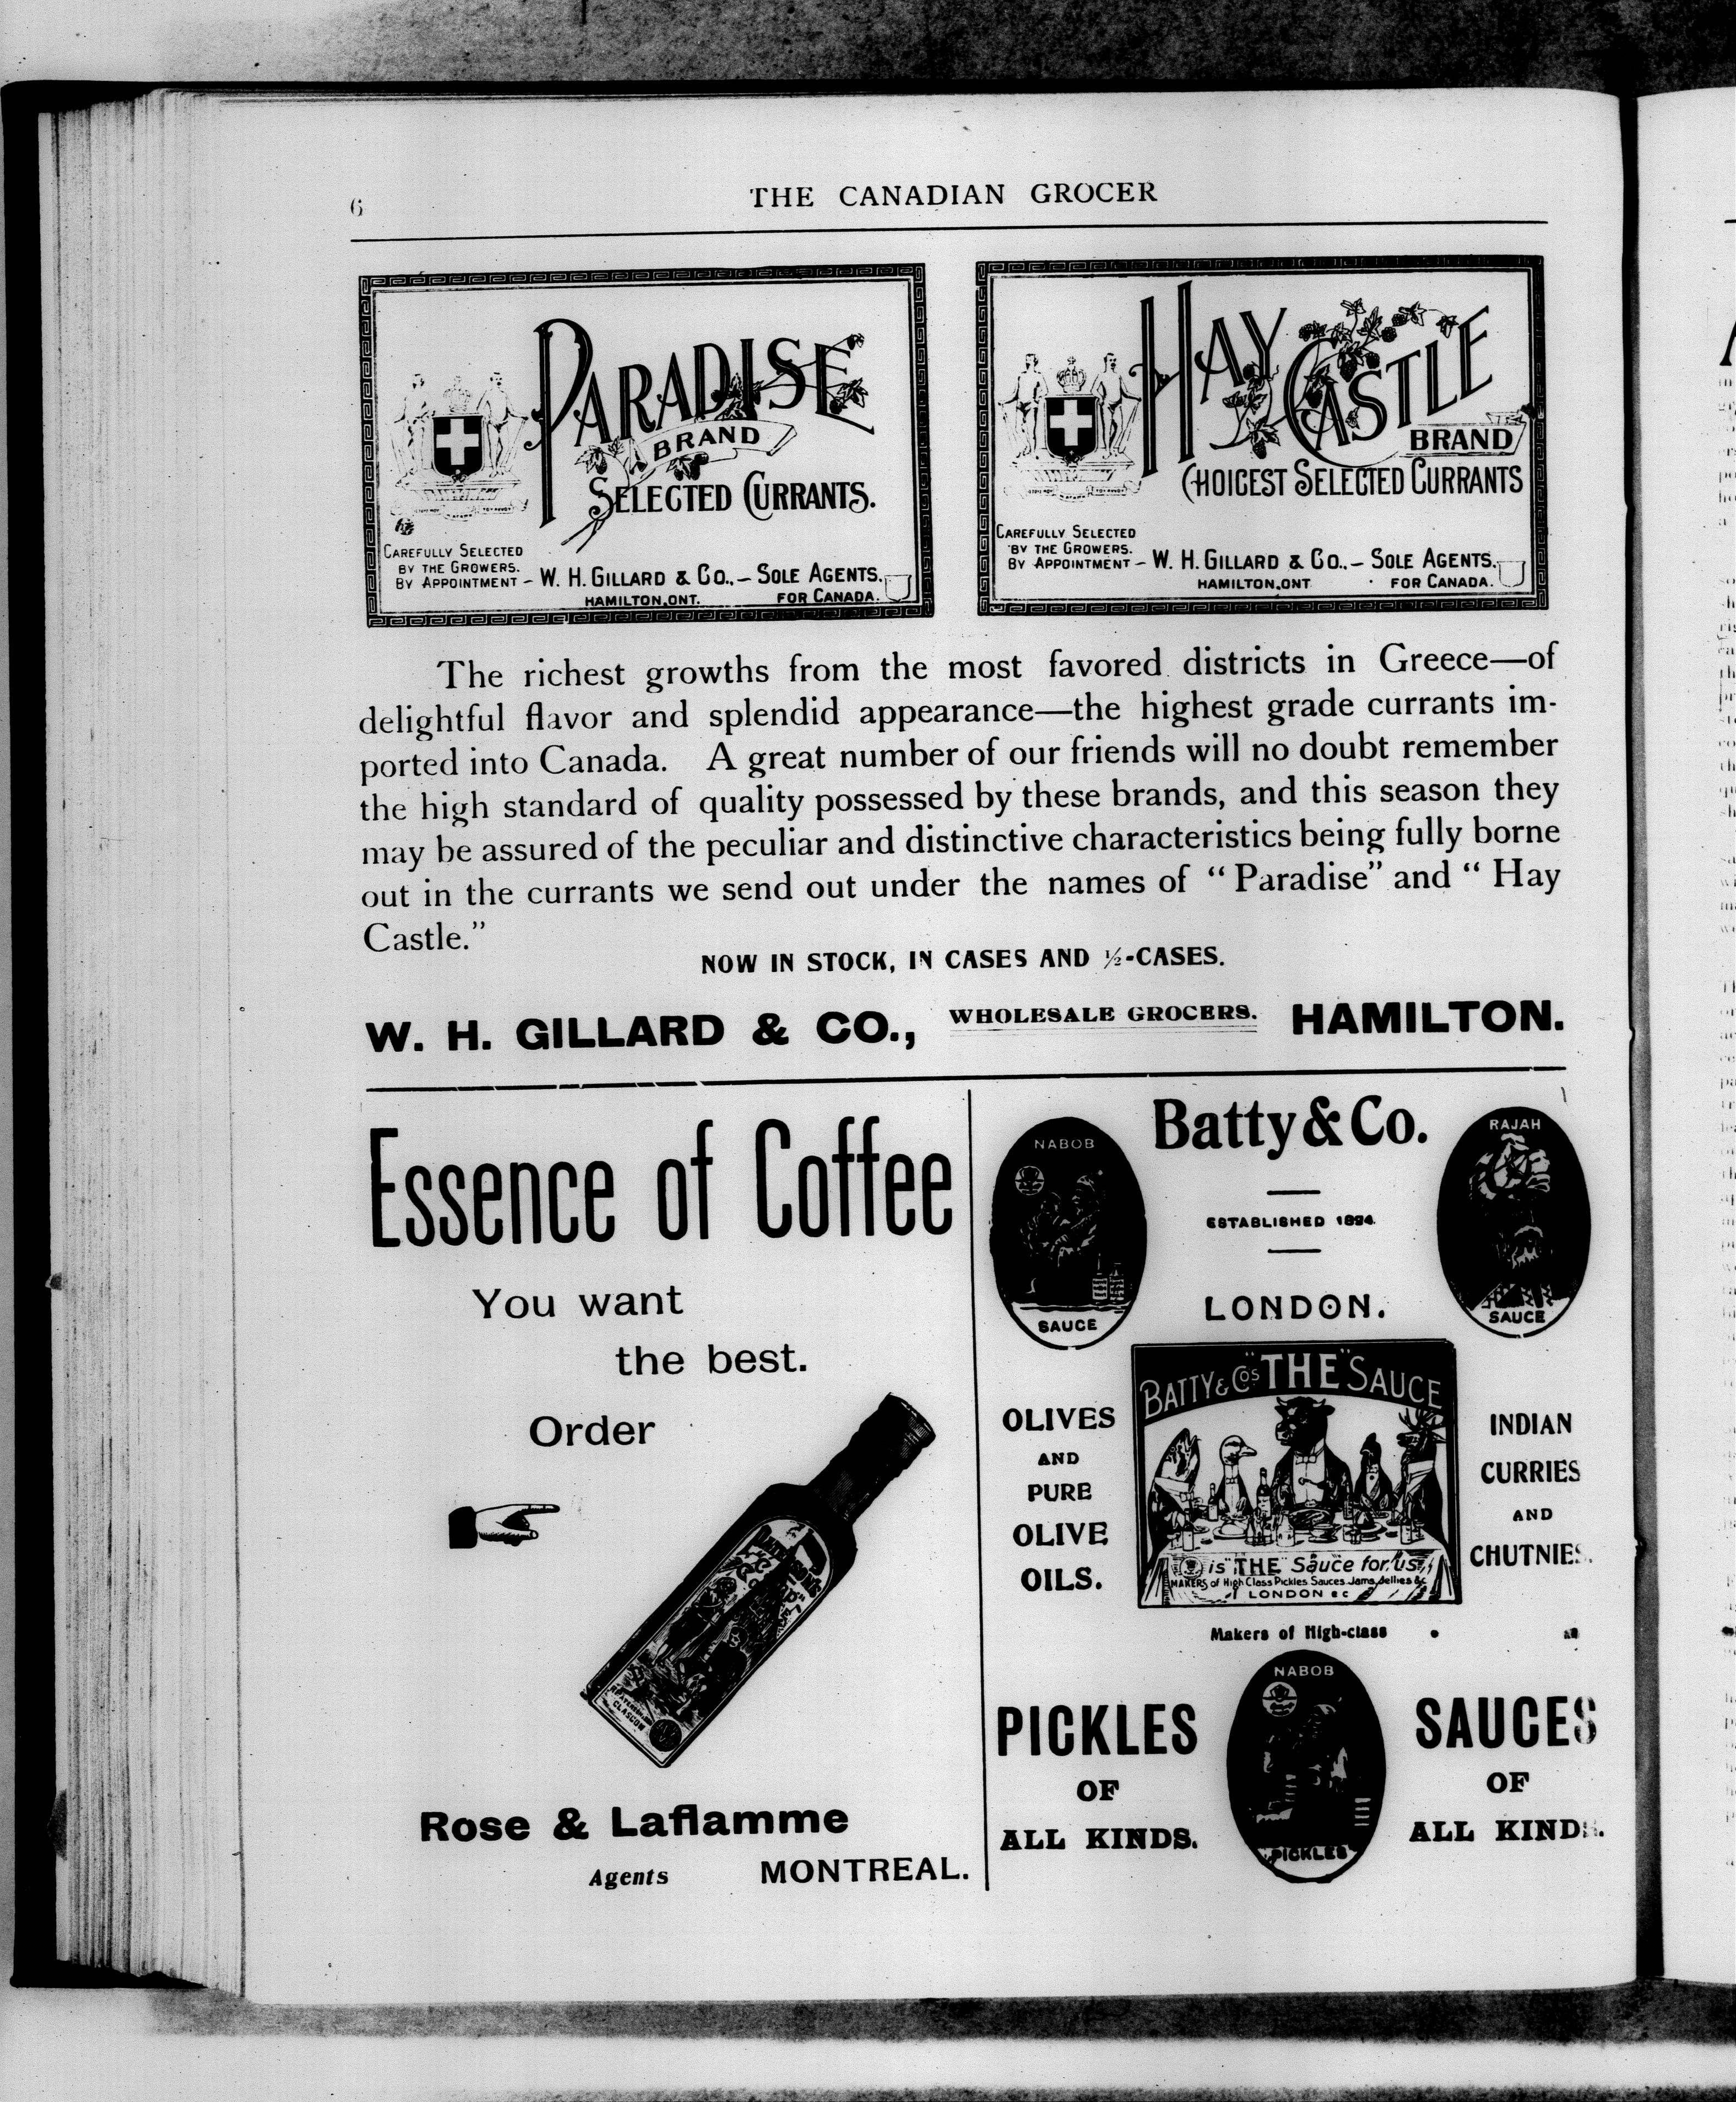 6
THE CANADIAN GROCER
PARADISE
BRAND
SELECTED CURRANTS.
CAREFULLY SELECTED
BY THE GROWERS.
BY APPOINTMENT – W. H. GILLARD & CO., – SOLE AGENTS.
HAMILTON, ONT. FOR CANADA.
HAY CASTLE
BRAND
CHOICEST SELECTED CURRANTS
CAREFULLY SELECTED
BY THE GROWERS.
BY APPOINTMENT – W. H. GILLARD & CO. – SOLE AGENTS.
HAMILTON, ONT FOR CANADA.
The richest growths from the most favored districts in Greece—of
delightful flavor and splendid appearance—the highest grade currants im-
ported into Canada. A great number of our friends will no doubt remember
the high standard of quality possessed by these brands, and this season they
may be assured of the peculiar and distinctive characteristics being fully borne
out in the currants we send out under the names of “Paradise” and “Hay
Castle.”
NOW IN STOCK, IN CASES AND ½-CASES.
W. H. GILLARD & CO., WHOLESALE GROCERS. HAMILTON.
Essence of Coffee
You want
the best.
Order
GLASGOW
Rose & Laflamme
Agents MONTREAL.
NABOB
SAUCE
Batty & Co.
ESTABLISHED 1824.
LONDON.
RAJAH
SAUCE
OLIVES
AND
PURE
OLIVE
OILS.
BATTY & Co's "THE" SAUCE
is "THE" Sauce for us
MAKERS of High Class Pickles Sauces Jams Jellies &c
LONDON E C
INDIAN
CURRIES
AND
CHUTNIES.
Makers of High-class
PICKLES
OF
ALL KINDS.
NABOB
PICKLES
SAUCES
OF
ALL KINDS.